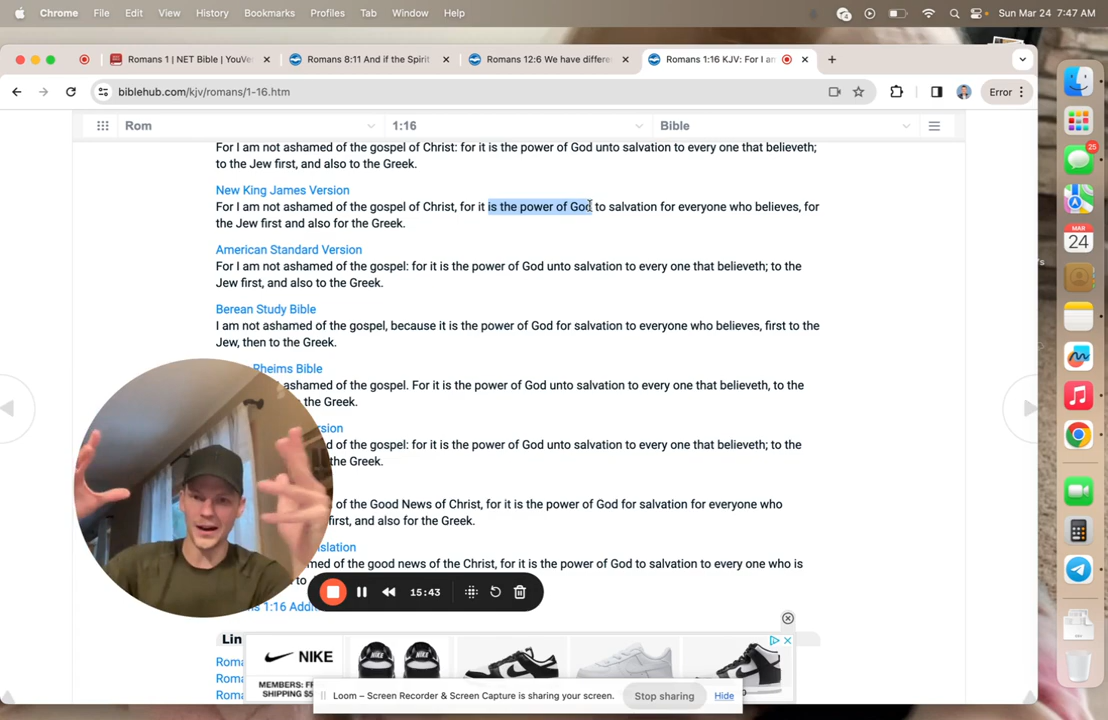 Chrome File Edit View History Bookmarks Profiles Tab Window Help Sun Mar 24 7:47 AM
Romans 1 | NET Bible | YouVe Romans 8:11 And if the Spirit Romans 12:6 We have differe Romans 1:16 KJV: For I am
biblehub.com/kjv/romans/1-16.htm Error
Rom 1:16 Bible
For I am not ashamed of the gospel of Christ: for it is the power of God unto salvation to every one that believeth;
to the Jew first, and also to the Greek.
New King James Version
For I am not ashamed of the gospel of Christ, for it is the power of God to salvation for everyone who believes, for
the Jew first and also for the Greek.
American Standard Version
For I am not ashamed of the gospel: for it is the power of God unto salvation to every one that believeth; to the
Jew first, and also to the Greek.
Berean Study Bible
I am not ashamed of the gospel, because it is the power of God for salvation to everyone who believes, first to the
Jew, then to the Greek.
Rheims Bible
ashamed of the gospel. For it is the power of God unto salvation to every one that believeth, to the
the Greek.
rsion
d of the gospel: for it is the power of God unto salvation to every one that believeth; to the
the Greek.
of the Good News of Christ, for it is the power of God for salvation for everyone who
first, and also for the Greek.
slation
med of the good news of the Christ, for it is the power of God to salvation to every one who is
to
15:43
s 1:16 Addi
Lin
NIKE
MEMBERS: F
SHIPPING $5
Roma
Roma
Roma
Loom – Screen Recorder & Screen Capture is sharing your screen. Stop sharing Hide
25
MAR
24
's